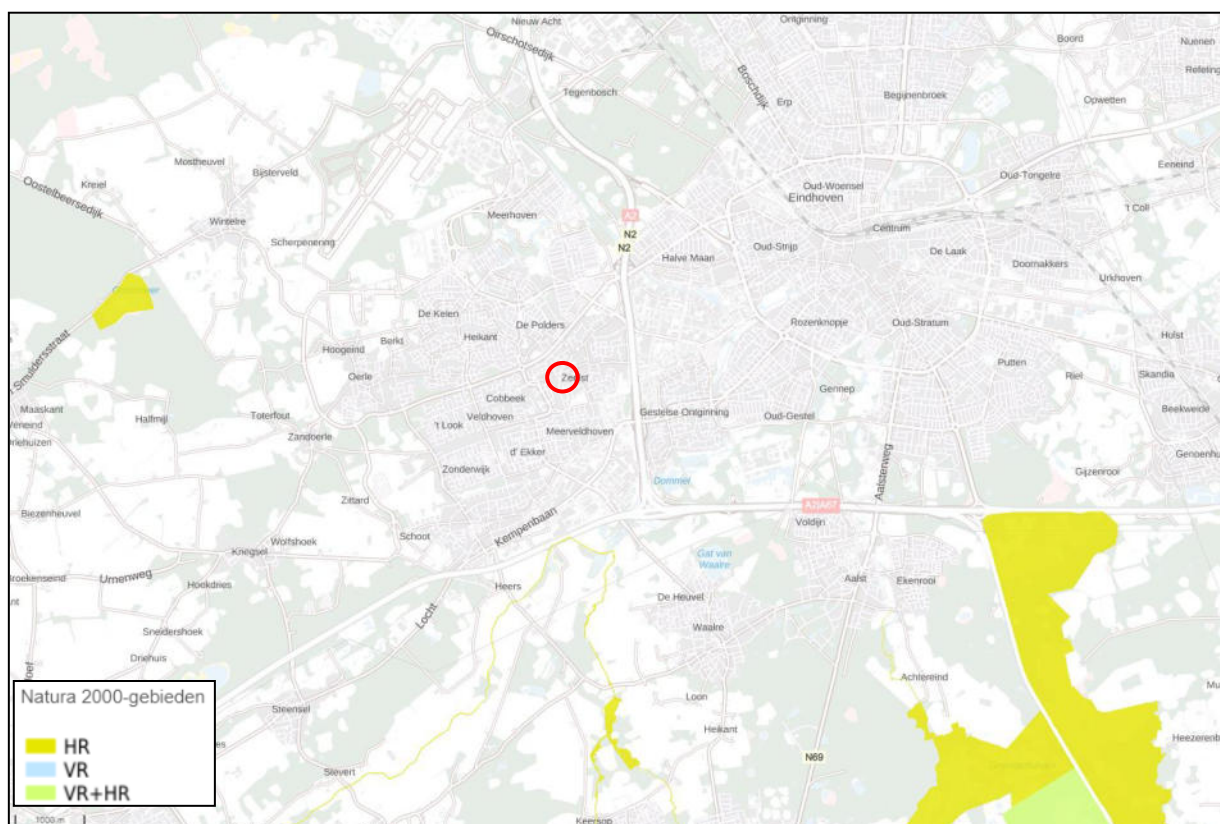 Nieuw Acht
Ontginning
Oirschotsedijk
Boord
Nuenen
Boschdijk
Refeling
Tegenbosch
Erp
Begijnenbroek
Opwetten
Mostheuvel
Bijsterveld
Eeneind
Kreiel
Oostelbeersedijk
Oud-Woensel
Oud-Tongelre
Eindhoven
't Coll
Wintelre
Meerhoven
A2
N2
N2
Centrum
Scherpenering
Oud-Strijp
De Laak
Halve Maan
Doornakkers
Urkhoven
De Kelen
De Polders
Rozenknopje
Oud-Stratum
Berkt
Heikant
Hulst
Hoogeind
Smuldersstraat
Putten
Oerle
Riel
Skandia
Gennep
Cobbeek
Maaskant
Halfmijl
Toterfout
Veldhoven
Gestelse Ontginning
Oud-Gestel
Beekweide
't Look
Zandoerle
Meerveldhoven
d' Ekker
Zonderwijk
Gijzenrooi
Dommel
Aalsterweg
Zittard
Biezenheuvel
Kempenbaan
Voldijn
Schoot
Wolfshoek
Knegsel
Gat van
Waalre
Urnenweg
Hoekdries
Heers
Aalst
Ekenrooi
De Heuvel
Locht
Sneidershoek
Waalre
Driehuis
Achtereind
Loon
Steensel
Heikant
Stevert
N69
Keersop
Natura 2000-gebieden
HR
VR
VR+HR
1000 m